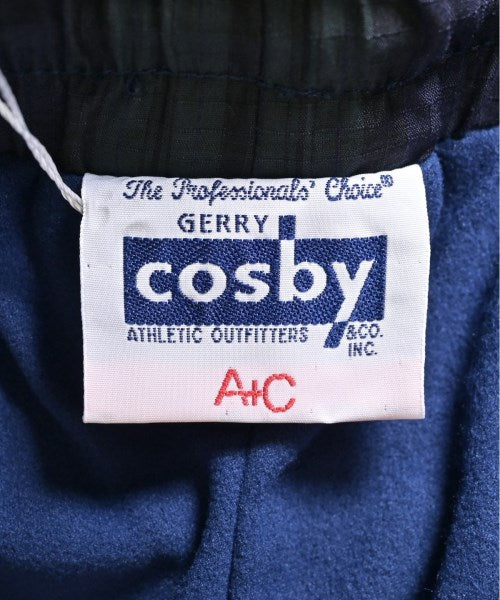 The Professionals' Choice®
GERRY
cosby
ATHLETIC OUTFITTERS &CO.
INC.
A+C